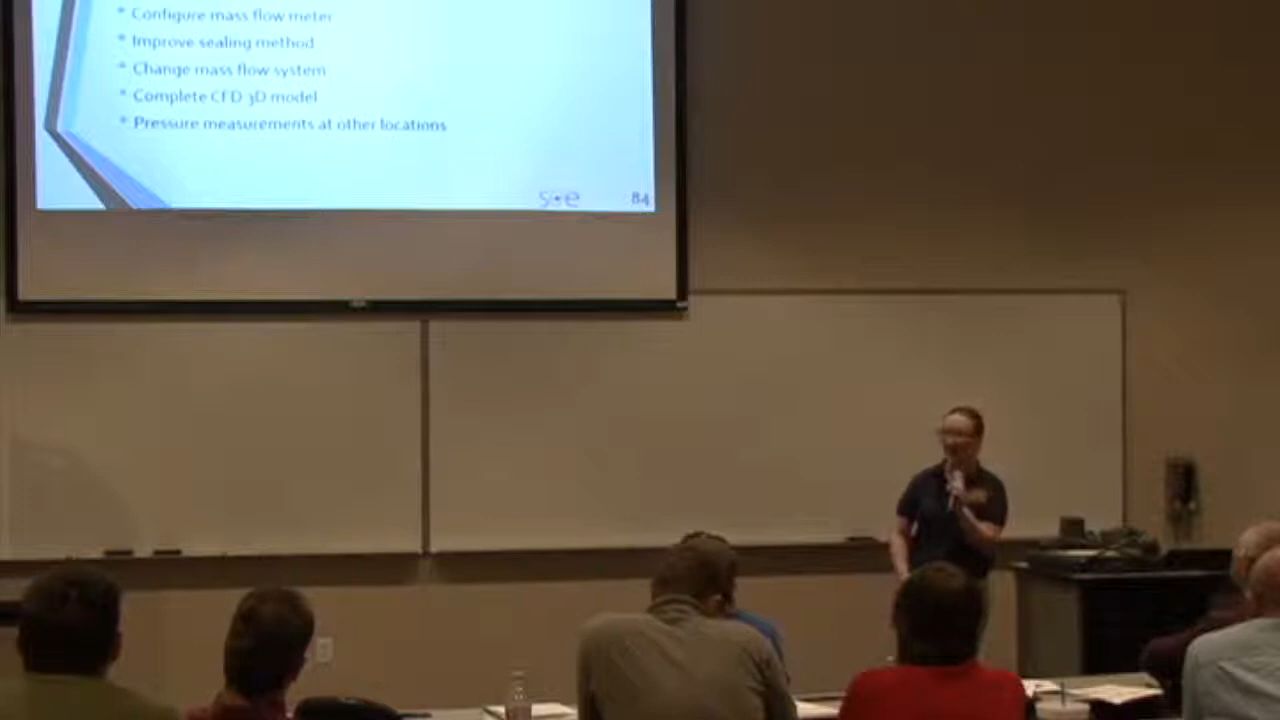 * Configure mass flow meter
* Improve sealing method
* Change mass flow system
* Complete CFD 3D model
* Pressure measurements at other locations
s•e 84